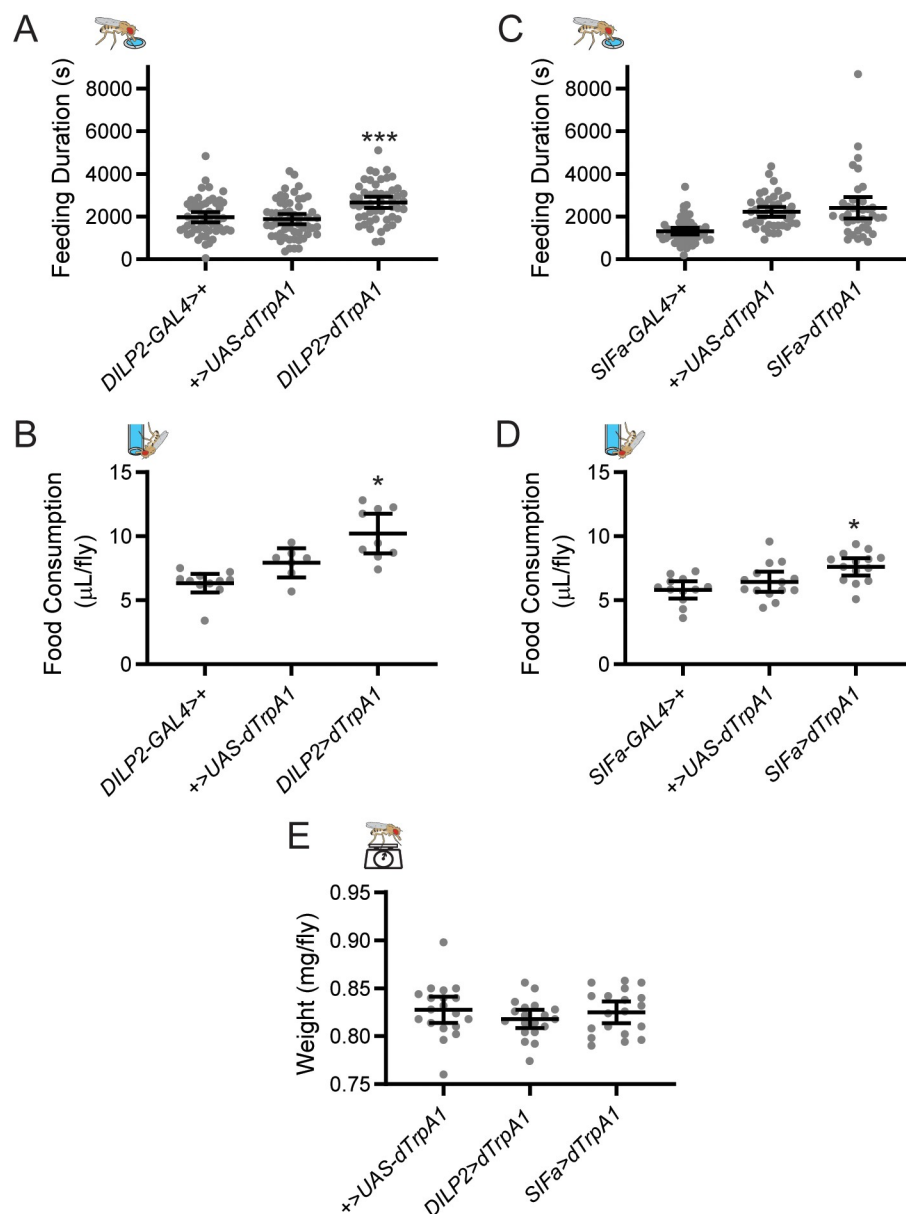 A
Feeding Duration (s)
8000
6000
4000
2000
0
***
DILP2-GAL4>+
+>UAS-dTrpA1
DILP2>dTrpA1
C
Feeding Duration (s)
8000
6000
4000
2000
0
SIFa-GAL4>+
+>UAS-dTrpA1
SIFa>dTrpA1
B
Food Consumption
(µL/fly)
15
10
5
0
*
DILP2-GAL4>+
+>UAS-dTrpA1
DILP2>dTrpA1
D
Food Consumption
(µL/fly)
15
10
5
0
*
SIFa-GAL4>+
+>UAS-dTrpA1
SIFa>dTrpA1
E
Weight (mg/fly)
0.95
0.90
0.85
0.80
0.75
+>UAS-dTrpA1
DILP2>dTrpA1
SIFa>dTrpA1